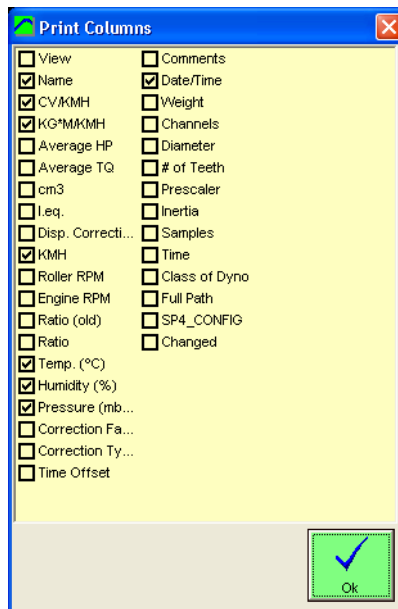 Print Columns
View
Name
CV/KMH
KG*M/KMH
Average HP
Average TQ
cm3
I.eq.
Disp. Correcti...
KMH
Roller RPM
Engine RPM
Ratio (old)
Ratio
Temp. (ºC)
Humidity (%)
Pressure (mb...
Correction Fa...
Correction Ty...
Time Offset
Comments
Date/Time
Weight
Channels
Diameter
# of Teeth
Prescaler
Inertia
Samples
Time
Class of Dyno
Full Path
SP4_CONFIG
Changed
Ok